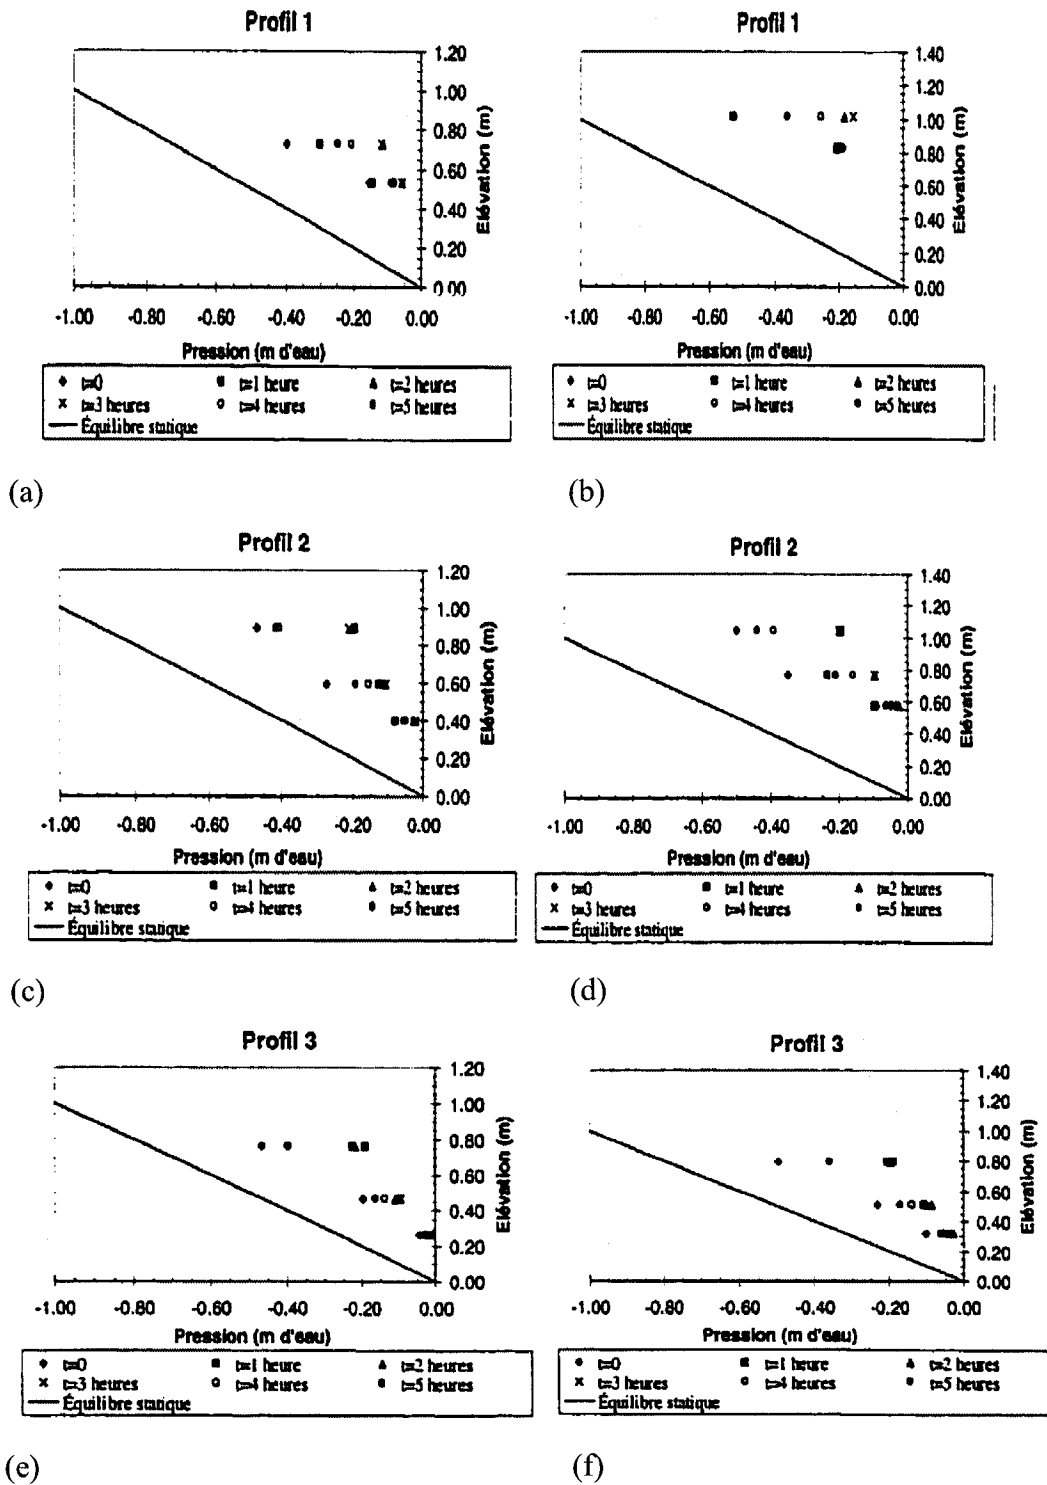 Profil 1
1.20
1.00
0.80
0.60
0.40
0.20
0.00
Elévation (m)
-1.00 -0.80 -0.60 -0.40 -0.20 0.00
Pression (m d'eau)
t=0 t=1 heure t=2 heures
t=3 heures t=4 heures t=5 heures
Équilibre statique
(a)
Profil 1
1.40
1.20
1.00
0.80
0.60
0.40
0.20
0.00
Elévation (m)
-1.00 -0.80 -0.60 -0.40 -0.20 0.00
Pression (m d'eau)
t=0 t=1 heure t=2 heures
t=3 heures t=4 heures t=5 heures
Équilibre statique
(b)
Profil 2
1.20
1.00
0.80
0.60
0.40
0.20
0.00
Elévation (m)
-1.00 -0.80 -0.60 -0.40 -0.20 0.00
Pression (m d'eau)
t=0 t=1 heure t=2 heures
t=3 heures t=4 heures t=5 heures
Équilibre statique
(c)
Profil 2
1.40
1.20
1.00
0.80
0.60
0.40
0.20
0.00
Elévation (m)
-1.00 -0.80 -0.60 -0.40 -0.20 0.00
Pression (m d'eau)
t=0 t=1 heure t=2 heures
t=3 heures t=4 heures t=5 heures
Équilibre statique
(d)
Profil 3
1.20
1.00
0.80
0.60
0.40
0.20
0.00
Elévation (m)
-1.00 -0.80 -0.60 -0.40 -0.20 0.00
Pression (m d'eau)
t=0 t=1 heure t=2 heures
t=3 heures t=4 heures t=5 heures
Équilibre statique
(e)
Profil 3
1.40
1.20
1.00
0.80
0.60
0.40
0.20
0.00
Elévation (m)
-1.00 -0.80 -0.60 -0.40 -0.20 0.00
Pression (m d'eau)
t=0 t=1 heure t=2 heures
t=3 heures t=4 heures t=5 heures
Équilibre statique
(f)